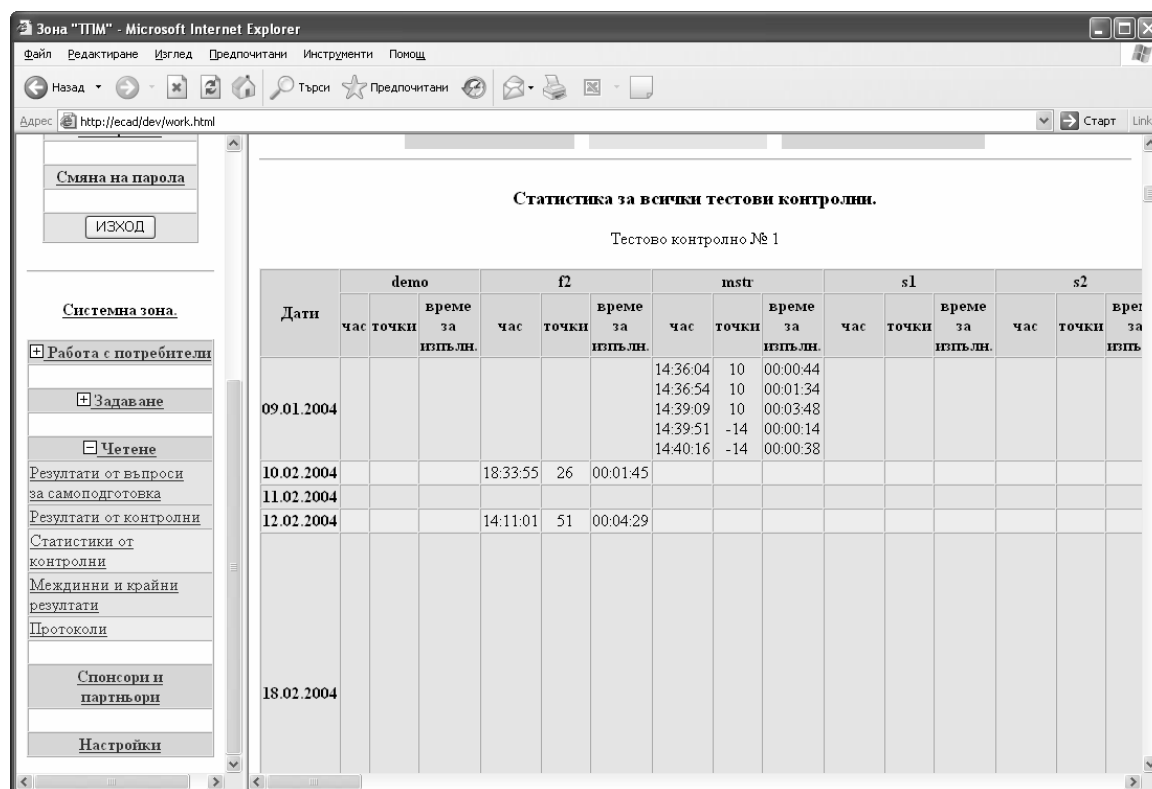 Зона "ТПМ" - Microsoft Internet Explorer
Файл Редактиране Изглед Предпочитани Инструменти Помощ
Назад Търси Предпочитани
Адрес http://ecad/dev/work.html Старт Link
Смяна на парола
ИЗХОД
Системна зона.
Работа с потребители
Задаване
Четене
Резултати от въпроси
за самоподготовка
Резултати от контролни
Статистики от
контролни
Междинни и крайни
резултати
Протоколи
Спонсори и
партньори
Настройки
Статистика за всички тестови контролни.
Тестово контролно № 1
Дати demo f2 mstr s1 s2
час точки време за изпълн. час точки време за изпълн. час точки време за изпълн. час точки време за изпълн. час точки
09.01.2004
14:36:04 10 00:00:44
14:36:54 10 00:01:34
14:39:09 10 00:03:48
14:39:51 -14 00:00:14
14:40:16 -14 00:00:38
10.02.2004 18:33:55 26 00:01:45
11.02.2004
12.02.2004 14:11:01 51 00:04:29
18.02.2004